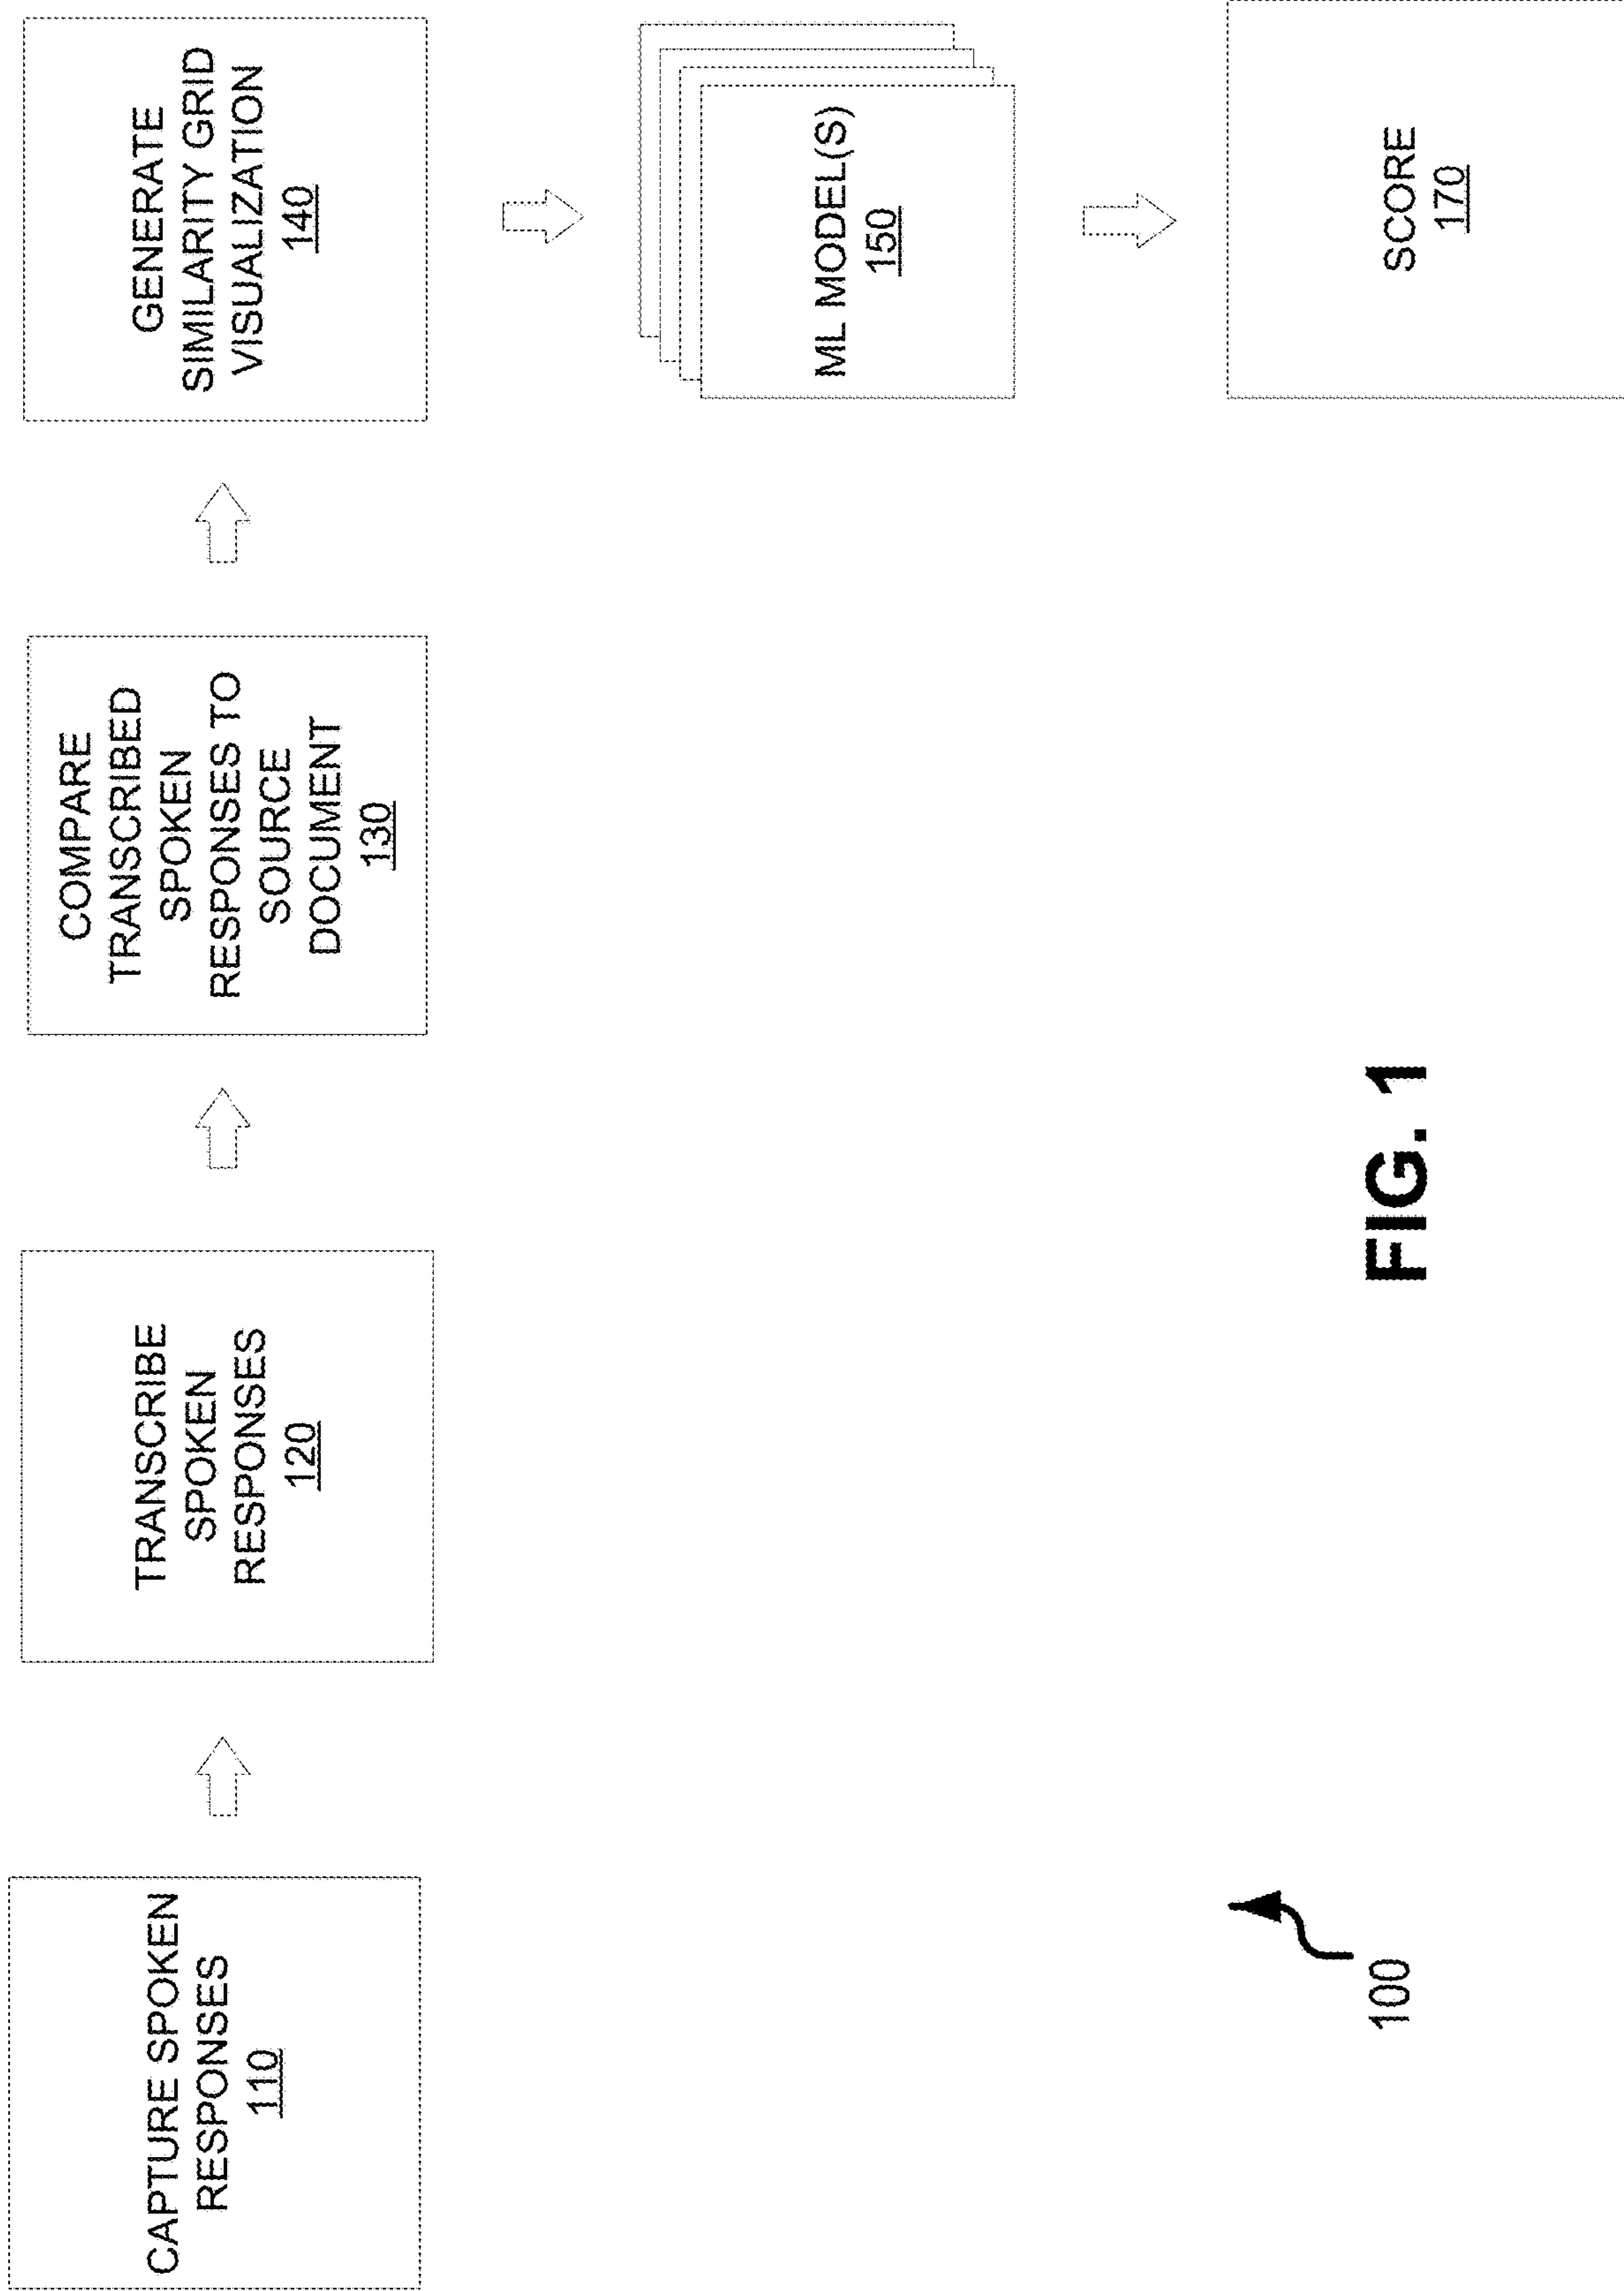 CAPTURE SPOKEN
RESPONSES
110
TRANSCRIBE
SPOKEN
RESPONSES
120
COMPARE
TRANSCRIBED
SPOKEN
RESPONSES TO
SOURCE
DOCUMENT
130
GENERATE
SIMILARITY GRID
VISUALIZATION
140
ML MODEL(S)
150
SCORE
170
100
FIG. 1